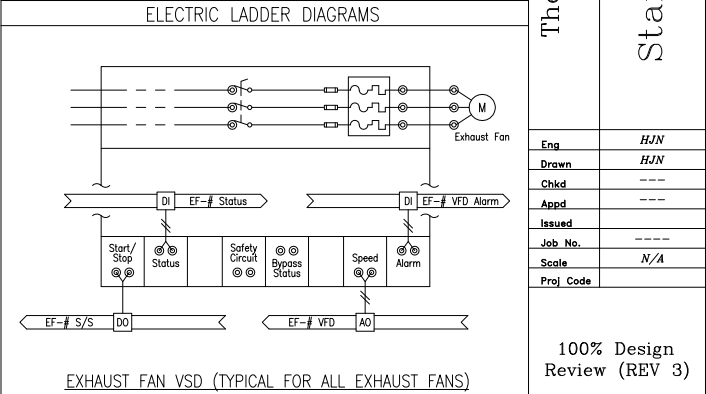 ELECTRIC LADDER DIAGRAMS
M
Exhaust Fan
DI EF-# Status
DI EF-# VFD Alarm
Start/
Stop
Status
Safety
Circuit
Bypass
Status
Speed
Alarm
EF-# S/S DO
EF-# VFD AO
EXHAUST FAN VSD (TYPICAL FOR ALL EXHAUST FANS)
The
Sta
Eng HJN
Drawn HJN
Chkd ---
Appd ---
Issued
Job No. ----
Scale N/A
Proj Code
100% Design
Review (REV 3)